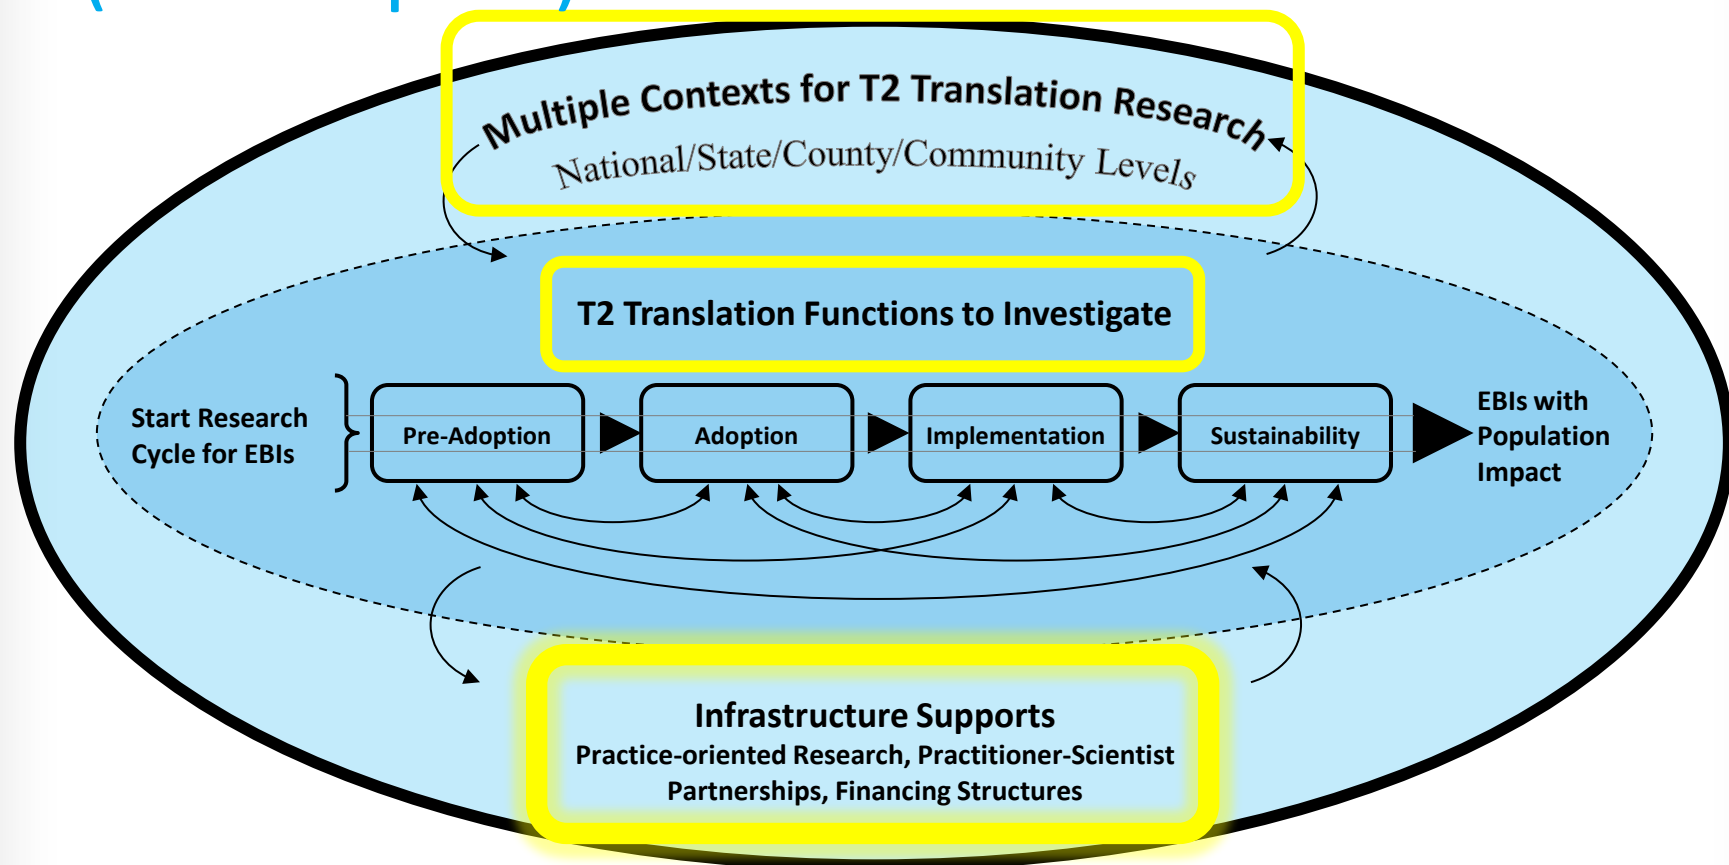 Multiple Contexts for T2 Translation Research
National/State/County/Community Levels
T2 Translation Functions to Investigate
Start Research
Cycle for EBIs
Pre-Adoption
Adoption
Implementation
Sustainability
EBIs with
Population
Impact
Infrastructure Supports
Practice-oriented Research, Practitioner-Scientist
Partnerships, Financing Structures